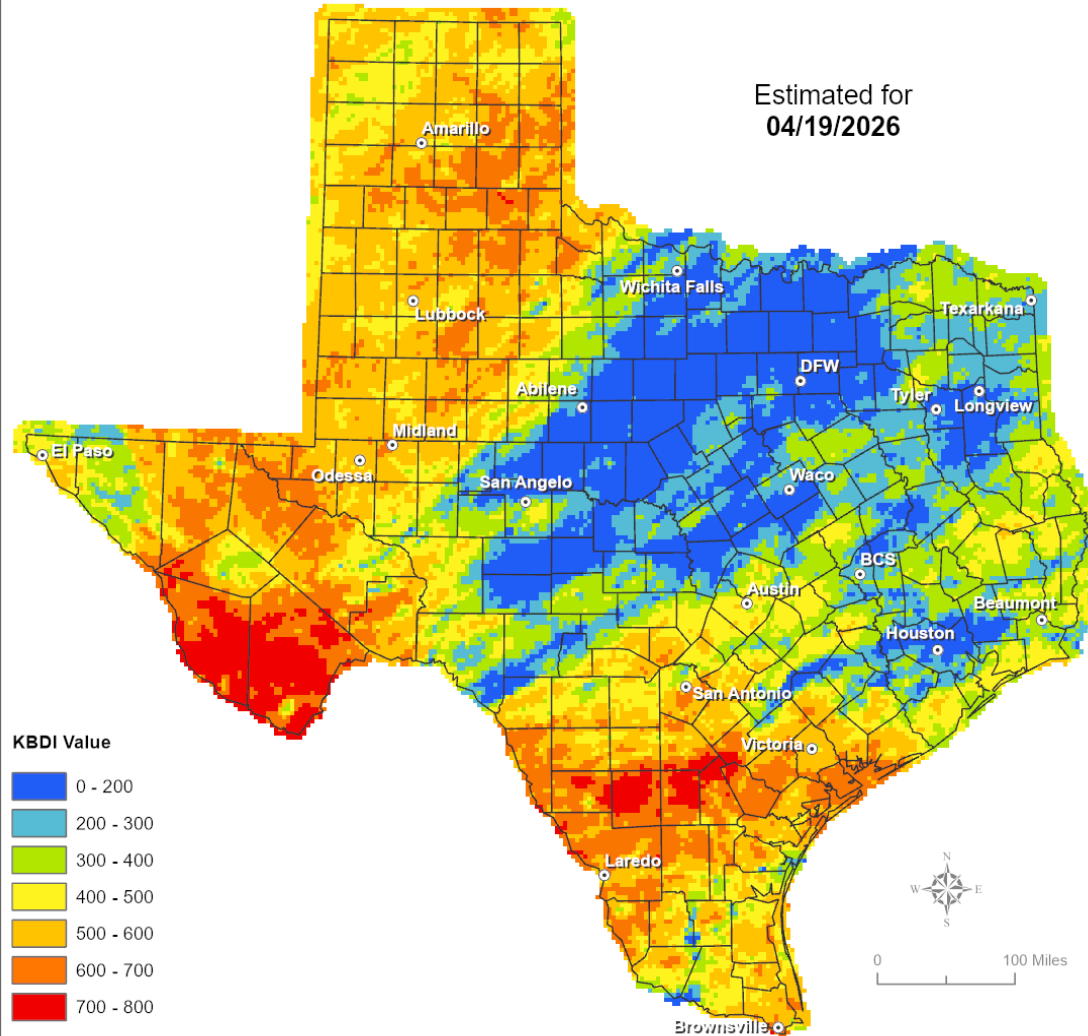 Estimated for
04/19/2026
Amarillo
Wichita Falls
Lubbock
Texarkana
DFW
Abilene
Tyler
Longview
Midland
El Paso
Odessa
San Angelo
Waco
BCS
Austin
Beaumont
Houston
San Antonio
Victoria
Laredo
Brownsville
KBDI Value
0 - 200
200 - 300
300 - 400
400 - 500
500 - 600
600 - 700
700 - 800
N
W E
S
0 100 Miles